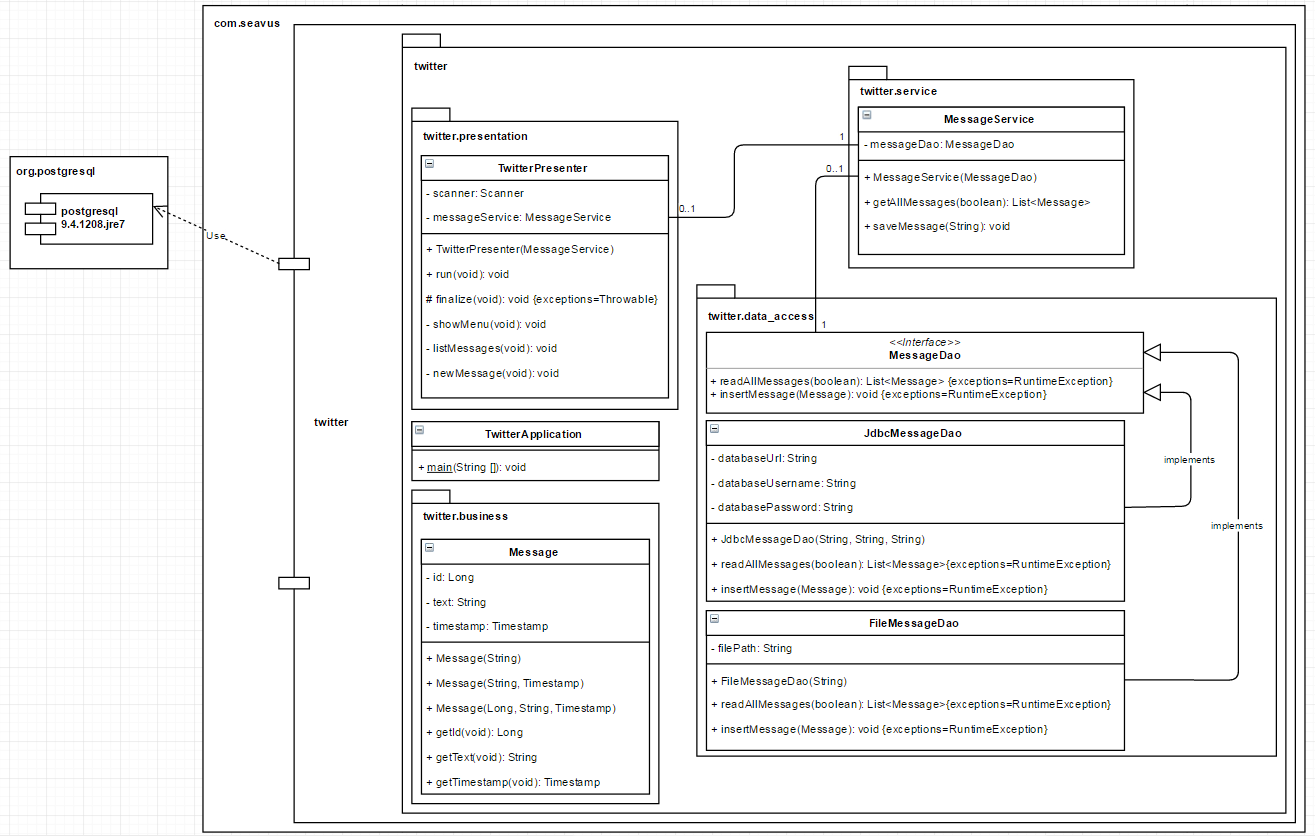 com.seavus
twitter
twitter.service
MessageService
- messageDao: MessageDao
+ MessageService(MessageDao)
+ getAllMessages(boolean): List<Message>
+ saveMessage(String): void
twitter.presentation
TwitterPresenter
- scanner: Scanner
- messageService: MessageService
+ TwitterPresenter(MessageService)
+ run(void): void
# finalize(void): void {exceptions=Throwable}
- showMenu(void): void
- listMessages(void): void
- newMessage(void): void
1
0..1
0..1
1
org.postgresql
postgresql
9.4.1208.jre7
Use
twitter
twitter.data_access
<<Interface>>
MessageDao
+ readAllMessages(boolean): List<Message> {exceptions=RuntimeException}
+ insertMessage(Message): void {exceptions=RuntimeException}
JdbcMessageDao
- databaseUrl: String
- databaseUsername: String
- databasePassword: String
+ JdbcMessageDao(String, String, String)
+ readAllMessages(boolean): List<Message>{exceptions=RuntimeException}
+ insertMessage(Message): void {exceptions=RuntimeException}
implements
implements
FileMessageDao
- filePath: String
+ FileMessageDao(String)
+ readAllMessages(boolean): List<Message>{exceptions=RuntimeException}
+ insertMessage(Message): void {exceptions=RuntimeException}
TwitterApplication
+ main(String []): void
twitter.business
Message
- id: Long
- text: String
- timestamp: Timestamp
+ Message(String)
+ Message(String, Timestamp)
+ Message(Long, String, Timestamp)
+ getId(void): Long
+ getText(void): String
+ getTimestamp(void): Timestamp